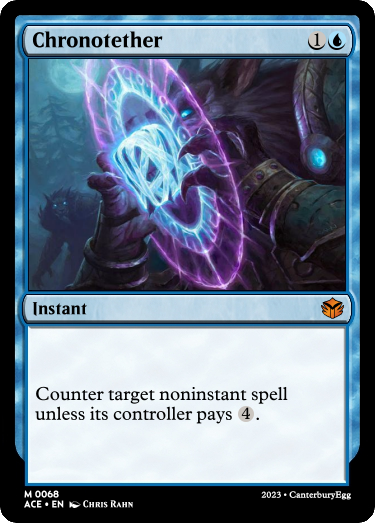 Chronotether 1
Instant
Counter target noninstant spell
unless its controller pays 4.
M 0068
ACE • EN Chris Rahn
2023 • CanterburyEgg